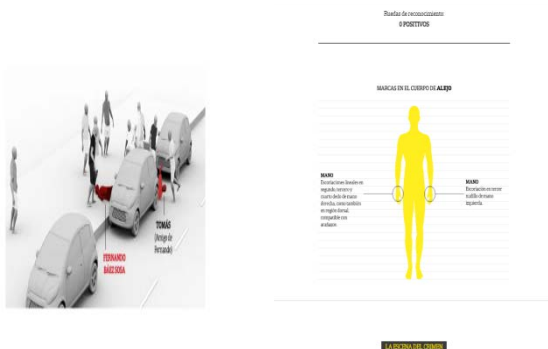 Ruedas de reconocimiento:
0 POSITIVOS
MARCAS EN EL CUERPO DE ALEJO
MANO
Excoriaciones lineales en
segundo, tercero y
cuarto dedo de mano
derecha, como también
en región dorsal
compatible con
arañazos.
MANO
Excoriación en tercer
nudillo de mano
izquierda.
TOMÁS
(Amigo de
Fernando)
FERNANDO
BÁEZ SOSA
LA ESCENA DEL CRIMEN